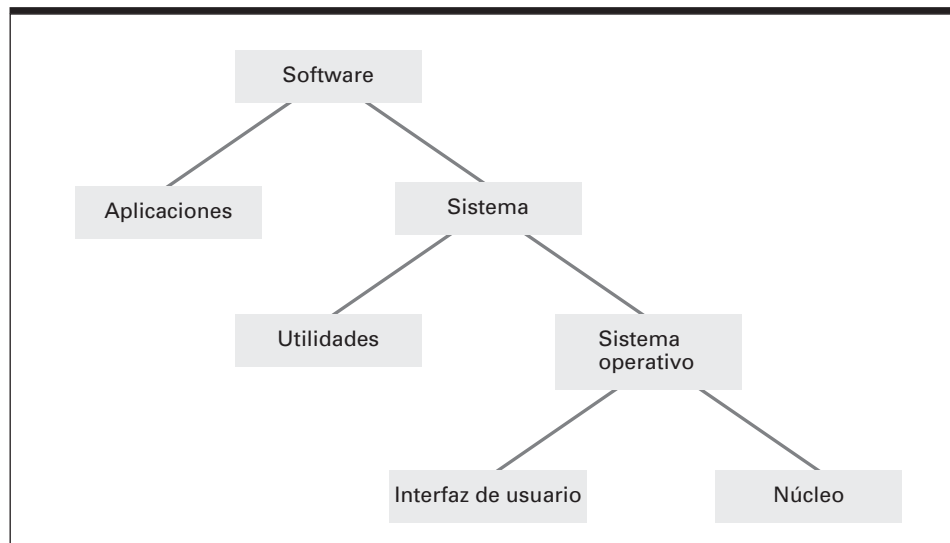 Software
Aplicaciones
Sistema
Utilidades
Sistema
operativo
Interfaz de usuario
Núcleo